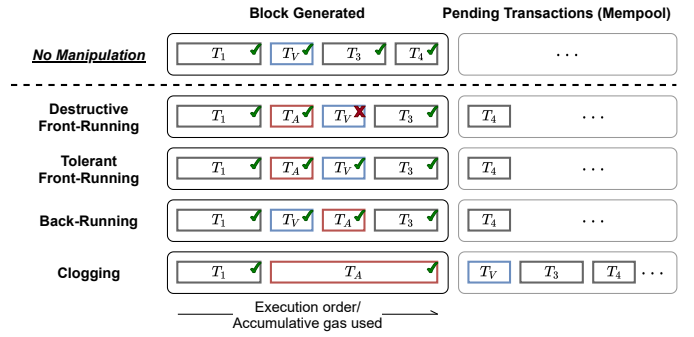 Block Generated
Pending Transactions (Mempool)
No Manipulation
T1 TV T3 T4
...
Destructive
Front-Running
T1 TA TV T3
T4 ...
Tolerant
Front-Running
T1 TA TV T3
T4 ...
Back-Running
T1 TV TA T3
T4 ...
Clogging
T1 TA
TV T3 T4 ...
Execution order/
Accumulative gas used